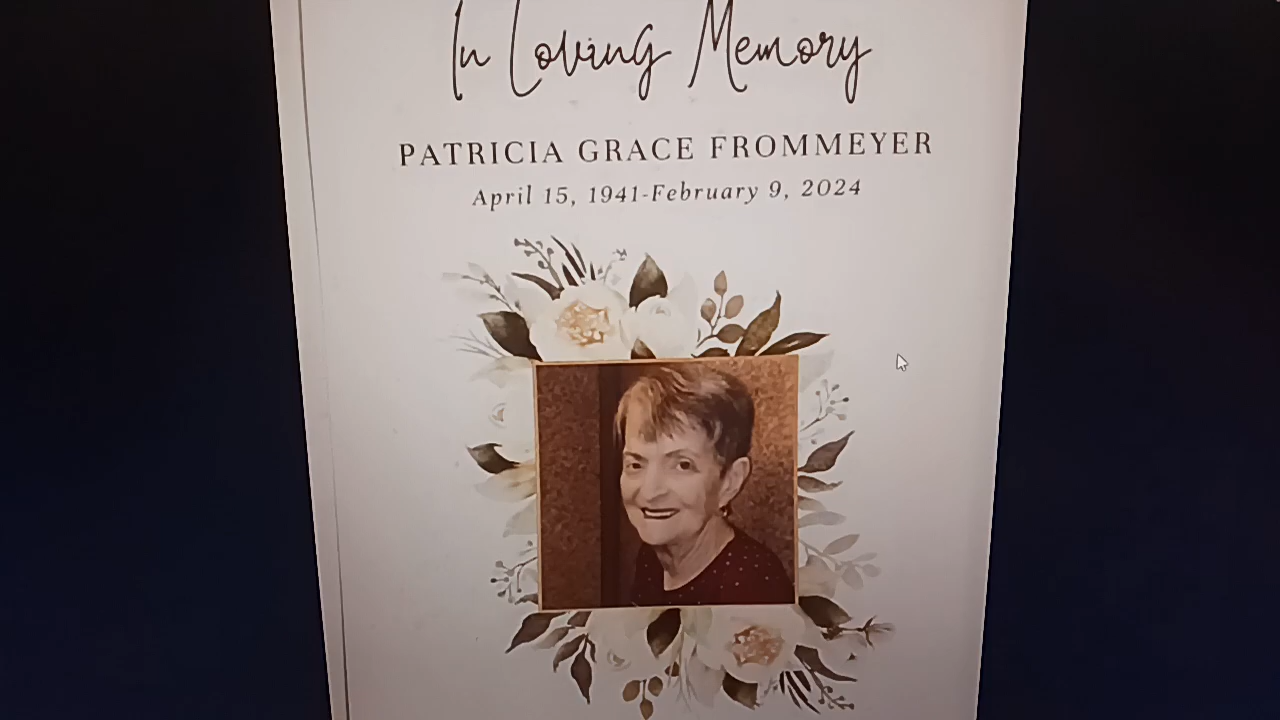 In Loving Memory
PATRICIA GRACE FROMMEYER
April 15, 1941-February 9, 2024